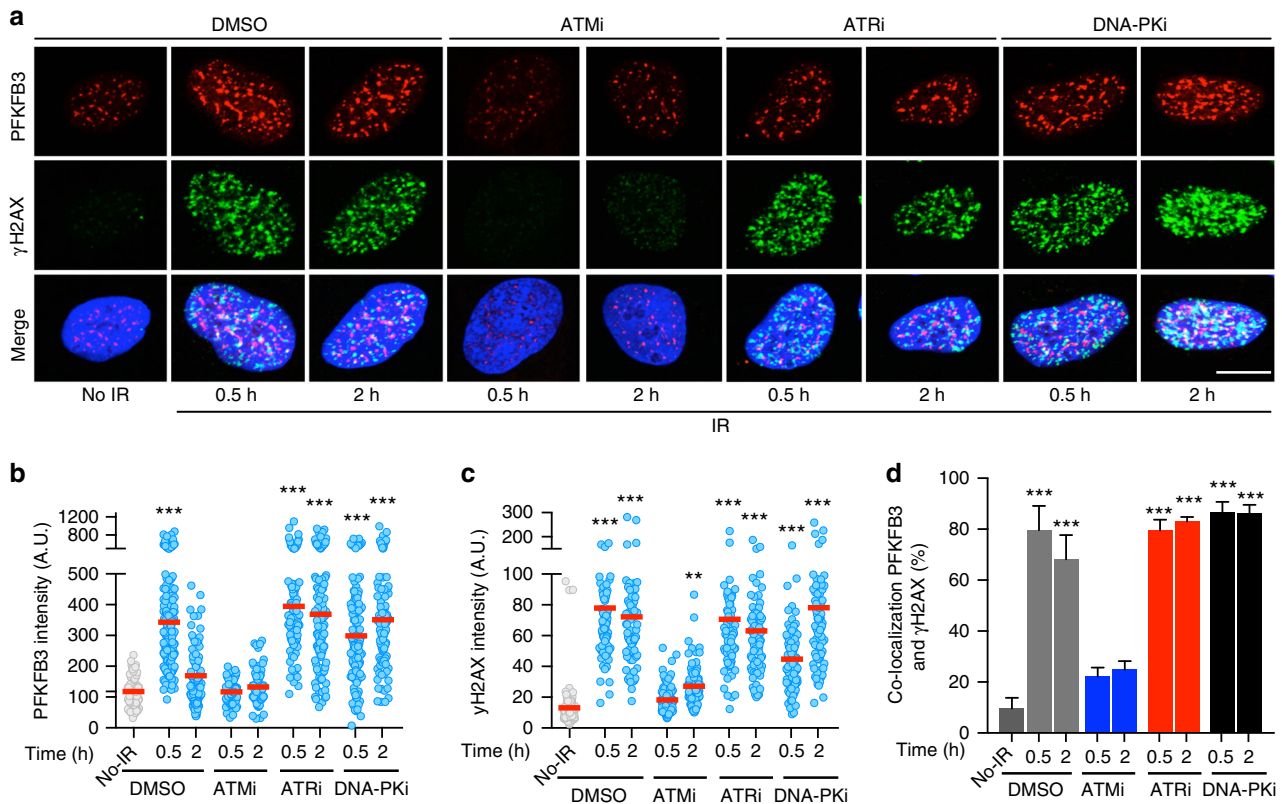 a
DMSO ATMi ATRi DNA-PKi
PFKFB3
γH2AX
Merge
No IR 0.5 h 2 h 0.5 h 2 h 0.5 h 2 h 0.5 h 2 h
IR
b
PFKFB3 intensity (A.U.)
1200
800
500
400
300
200
100
0
*** *** *** *** ***
Time (h) 0.5 2 0.5 2 0.5 2 0.5 2
No-IR
DMSO ATMi ATRi DNA-PKi
c
γH2AX intensity (A.U.)
300
200
100
80
60
40
20
0
*** *** ** *** *** *** ***
Time (h) 0.5 2 0.5 2 0.5 2 0.5 2
No-IR
DMSO ATMi ATRi DNA-PKi
d
Co-localization PFKFB3
and γH2AX (%)
100
80
60
40
20
0
*** *** *** *** *** ***
Time (h) 0.5 2 0.5 2 0.5 2 0.5 2
No-IR
DMSO ATMi ATRi DNA-PKi